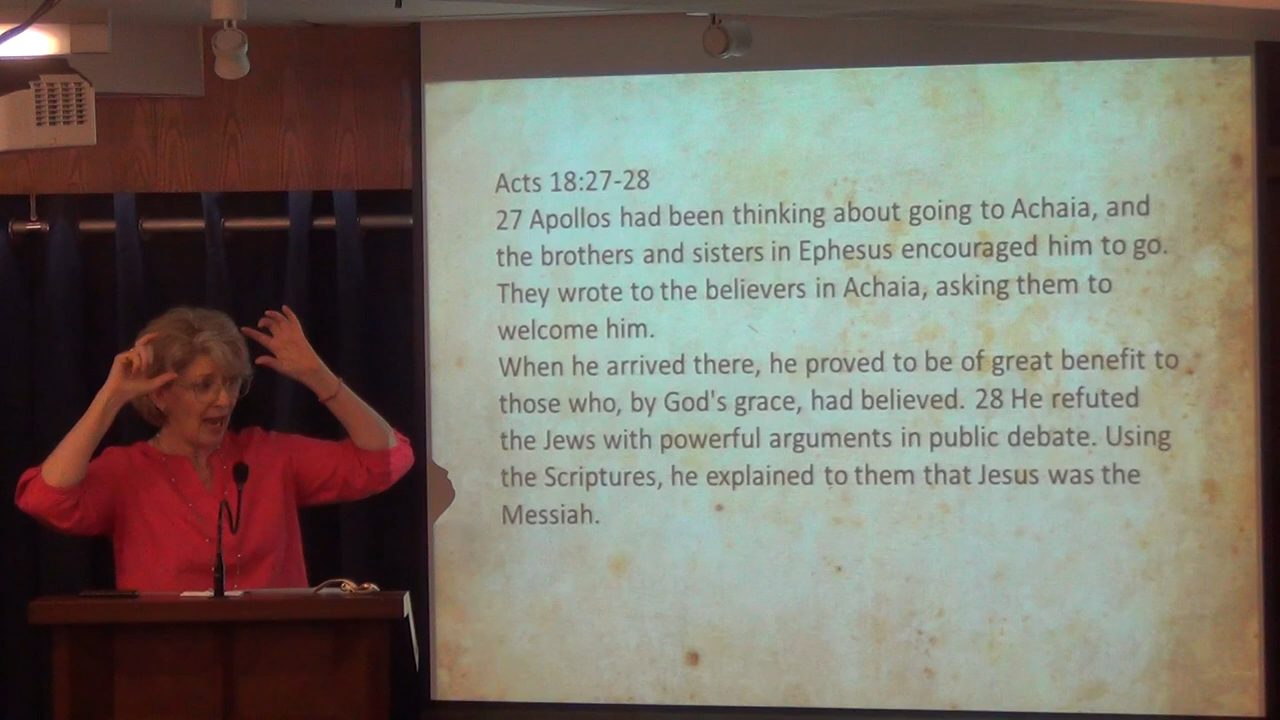 Acts 18:27-28
27 Apollos had been thinking about going to Achaia, and
the brothers and sisters in Ephesus encouraged him to go.
They wrote to the believers in Achaia, asking them to
welcome him.
When he arrived there, he proved to be of great benefit to
those who, by God's grace, had believed. 28 He refuted
the Jews with powerful arguments in public debate. Using
the Scriptures, he explained to them that Jesus was the
Messiah.